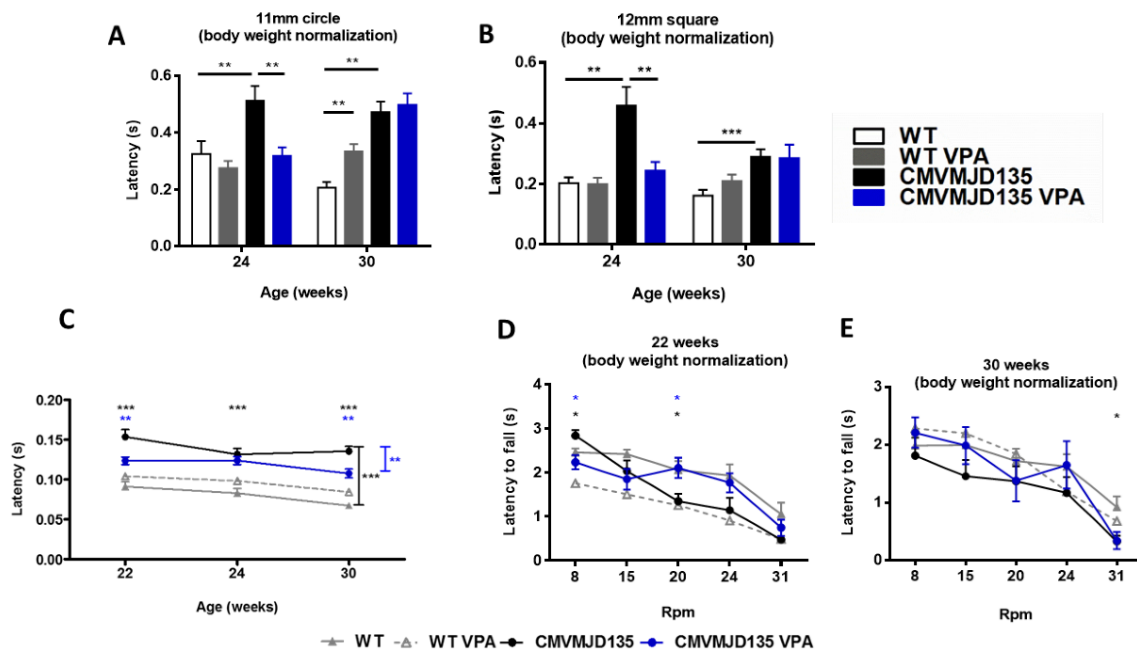 A
11mm circle
(body weight normalization)
** **
**
**
0.6
0.4
0.2
0.0
Latency (s)
24 30
Age (weeks)
B
12mm square
(body weight normalization)
** **
***
0.6
0.4
0.2
0.0
Latency (s)
24 30
Age (weeks)
WT
WT VPA
CMVMJD135
CMVMJD135 VPA
C
*** *** ***
** **
***
**
0.20
0.15
0.10
0.05
0.00
Latency (s)
22 24 30
Age (weeks)
D
22 weeks
(body weight normalization)
* *
* *
4
3
2
1
0
Latency to fall (s)
8 15 20 24 31
Rpm
E
30 weeks
(body weight normalization)
*
2
1
0
Latency to fall (s)
8 15 20 24 31
Rpm
WT WT VPA CMVMJD135 CMVMJD135 VPA